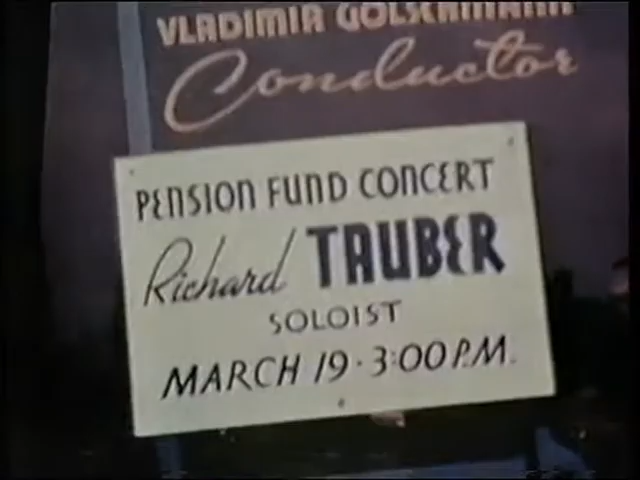 VLADIMIR GOLSCHMANN
Conductor
PENSION FUND CONCERT
Richard TAUBER
SOLOIST
MARCH 19 · 3:00 P.M.